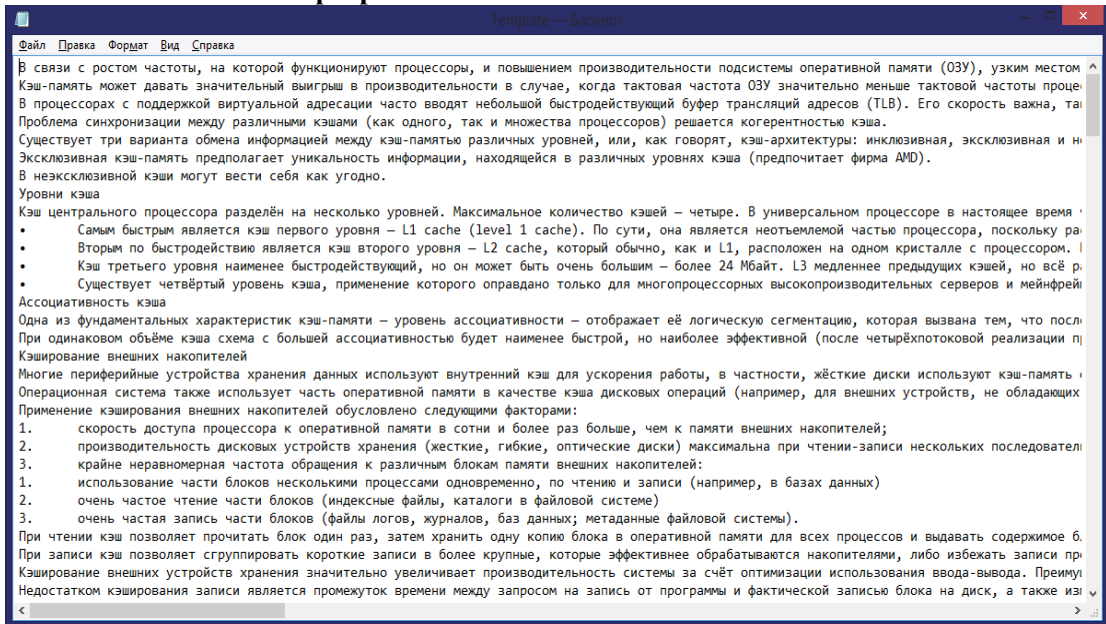 Template — Блокнот
Файл Правка Формат Вид Справка
В связи с ростом частоты, на которой функционируют процессоры, и повышением производительности подсистемы оперативной памяти (ОЗУ), узким местом
Кэш-память может давать значительный выигрыш в производительности в случае, когда тактовая частота ОЗУ значительно меньше тактовой частоты
В процессорах с поддержкой виртуальной адресации часто вводят небольшой быстродействующий буфер трансляций адресов (TLB). Его скорость важна,
Проблема синхронизации между различными кэшами (как одного, так и множества процессоров) решается когерентностью кэша.
Существует три варианта обмена информацией между кэш-памятью различных уровней, или, как говорят, кэш-архитектуры: инклюзивная, эксклюзивная и
Эксклюзивная кэш-память предполагает уникальность информации, находящейся в различных уровнях кэша (предпочитает фирма AMD).
В неэксклюзивной кэши могут вести себя как угодно.
Уровни кэша
Кэш центрального процессора разделён на несколько уровней. Максимальное количество кэшей — четыре. В универсальном процессоре в настоящее время
• Самым быстрым является кэш первого уровня — L1 cache (level 1 cache). По сути, она является неотъемлемой частью процессора, поскольку
• Вторым по быстродействию является кэш второго уровня — L2 cache, который обычно, как и L1, расположен на одном кристалле с процессором.
• Кэш третьего уровня наименее быстродействующий, но он может быть очень большим — более 24 Мбайт. L3 медленнее предыдущих кэшей, но всё
• Существует четвёртый уровень кэша, применение которого оправдано только для многопроцессорных высокопроизводительных серверов и
Ассоциативность кэша
Одна из фундаментальных характеристик кэш-памяти — уровень ассоциативности — отображает её логическую сегментацию, которая вызвана тем, что
При одинаковом объёме кэша схема с большей ассоциативностью будет наименее быстрой, но наиболее эффективной (после четырёхпотоковой реализации
Кэширование внешних накопителей
Многие периферийные устройства хранения данных используют внутренний кэш для ускорения работы, в частности, жёсткие диски используют кэш-память
Операционная система также использует часть оперативной памяти в качестве кэша дисковых операций (например, для внешних устройств, не обладающих
Применение кэширования внешних накопителей обусловлено следующими факторами:
1. скорость доступа процессора к оперативной памяти в сотни и более раз больше, чем к памяти внешних накопителей;
2. производительность дисковых устройств хранения (жесткие, гибкие, оптические диски) максимальна при чтении-записи нескольких
3. крайне неравномерная частота обращения к различным блокам памяти внешних накопителей:
1. использование части блоков несколькими процессами одновременно, по чтению и записи (например, в базах данных)
2. очень частое чтение части блоков (индексные файлы, каталоги в файловой системе)
3. очень частая запись части блоков (файлы логов, журналов, баз данных; метаданные файловой системы).
При чтении кэш позволяет прочитать блок один раз, затем хранить одну копию блока в оперативной памяти для всех процессов и выдавать содержимое
При записи кэш позволяет сгруппировать короткие записи в более крупные, которые эффективнее обрабатываются накопителями, либо избежать записи
Кэширование внешних устройств хранения значительно увеличивает производительность системы за счёт оптимизации использования ввода-вывода.
Недостатком кэширования записи является промежуток времени между запросом на запись от программы и фактической записью блока на диск, а также